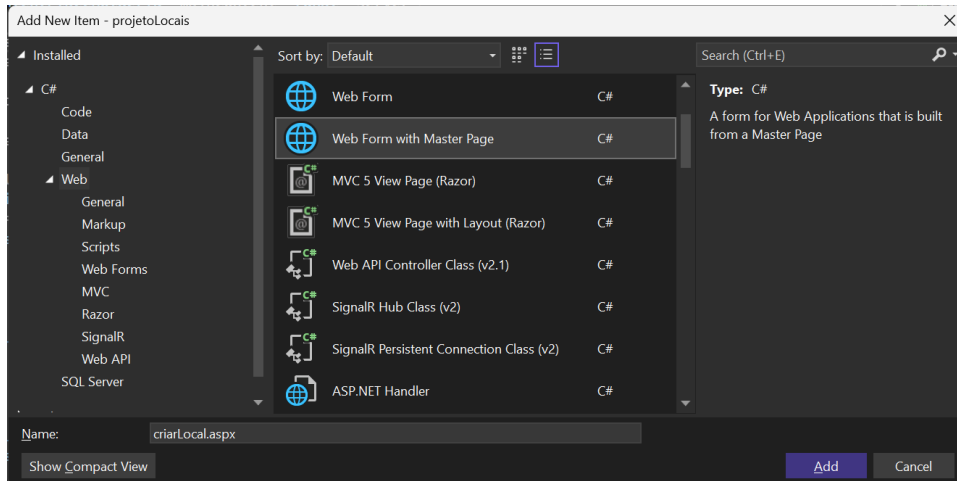 Add New Item - projetoLocais
Installed
C#
Code
Data
General
Web
General
Markup
Scripts
Web Forms
MVC
Razor
SignalR
Web API
SQL Server
Sort by: Default
Web Form C#
Web Form with Master Page C#
MVC 5 View Page (Razor) C#
MVC 5 View Page with Layout (Razor) C#
Web API Controller Class (v2.1) C#
SignalR Hub Class (v2) C#
SignalR Persistent Connection Class (v2) C#
ASP.NET Handler C#
Search (Ctrl+E)
Type: C#
A form for Web Applications that is built
from a Master Page
Name: criarLocal.aspx
Show Compact View
Add Cancel